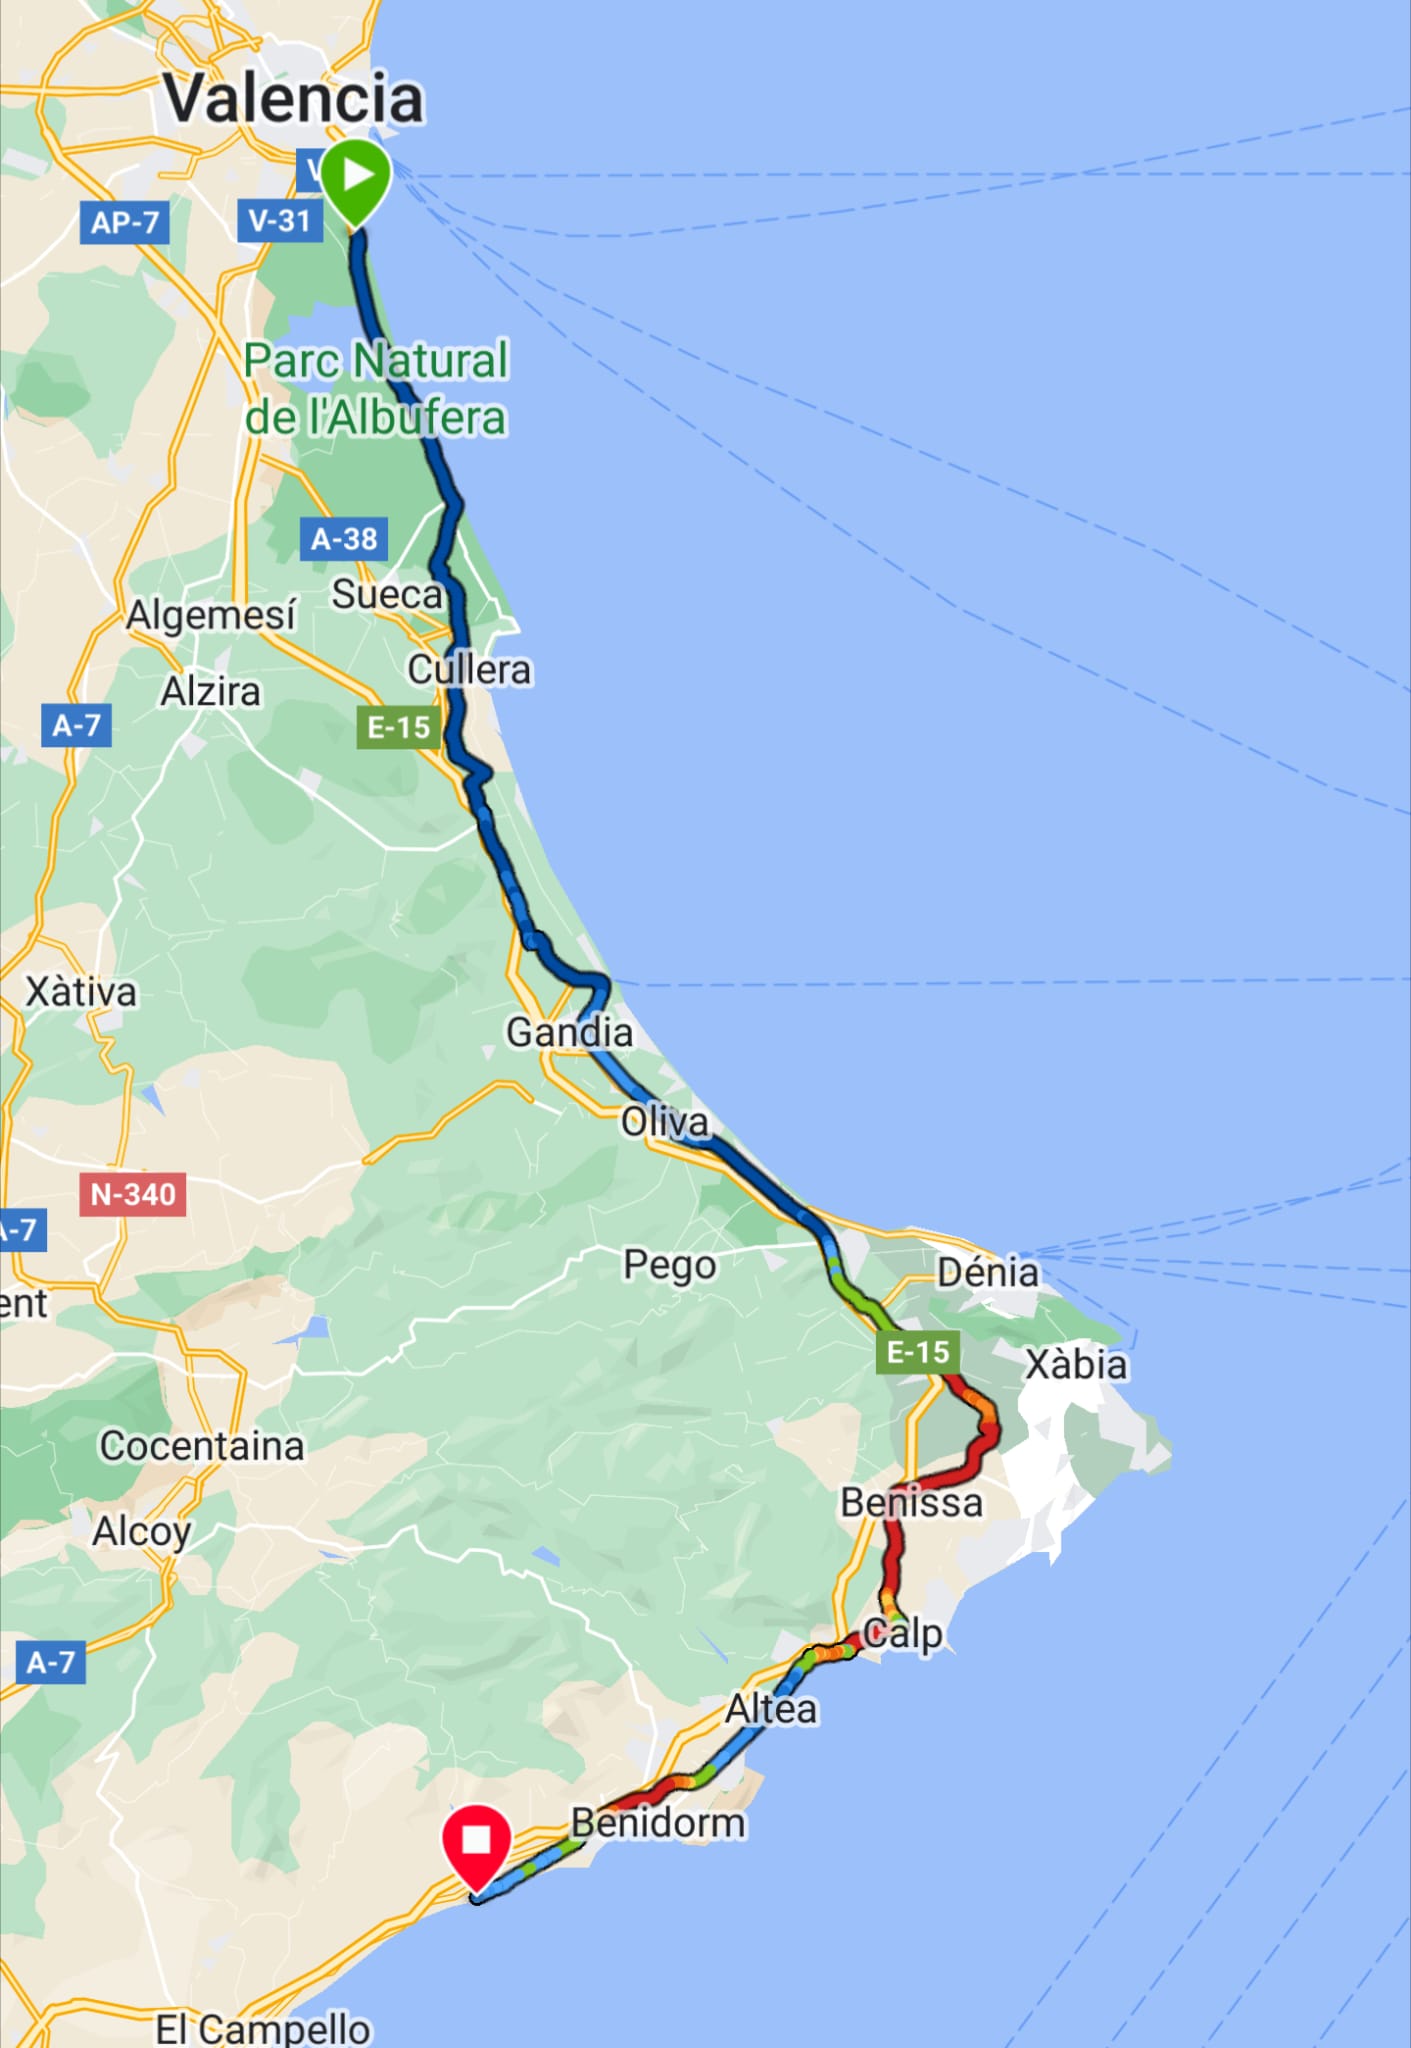 Valencia
V
AP-7
V-31
Parc Natural
de l'Albufera
A-38
Sueca
Algemesí
Cullera
Alzira
A-7
E-15
Xàtiva
Gandia
Oliva
N-340
A-7
Pego
Dénia
ent
E-15
Xàbia
Cocentaina
Benissa
Alcoy
Calp
A-7
Altea
Benidorm
El Campello